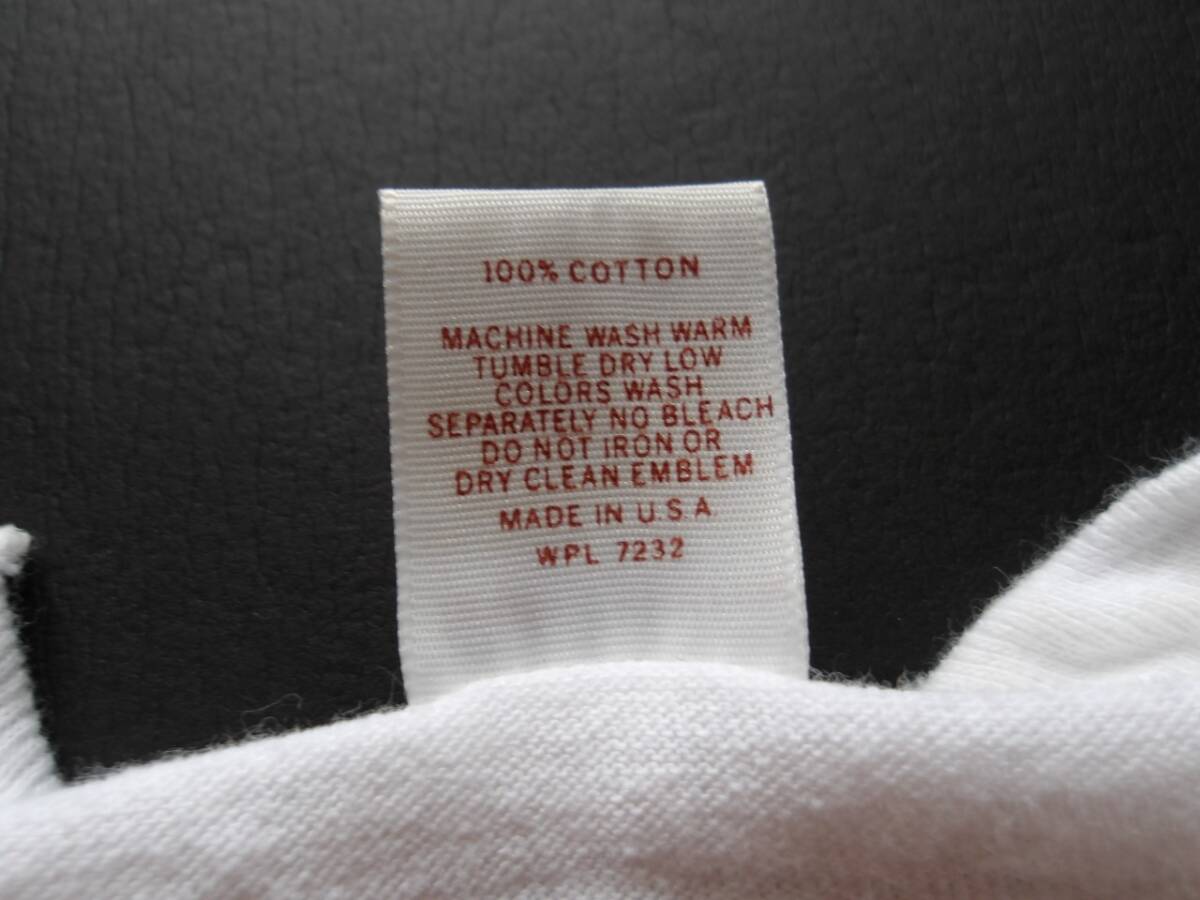 100% COTTON
MACHINE WASH WARM
TUMBLE DRY LOW
COLORS WASH
SEPARATELY NO BLEACH
DO NOT IRON OR
DRY CLEAN EMBLEM
MADE IN U.S.A
WPL 7232